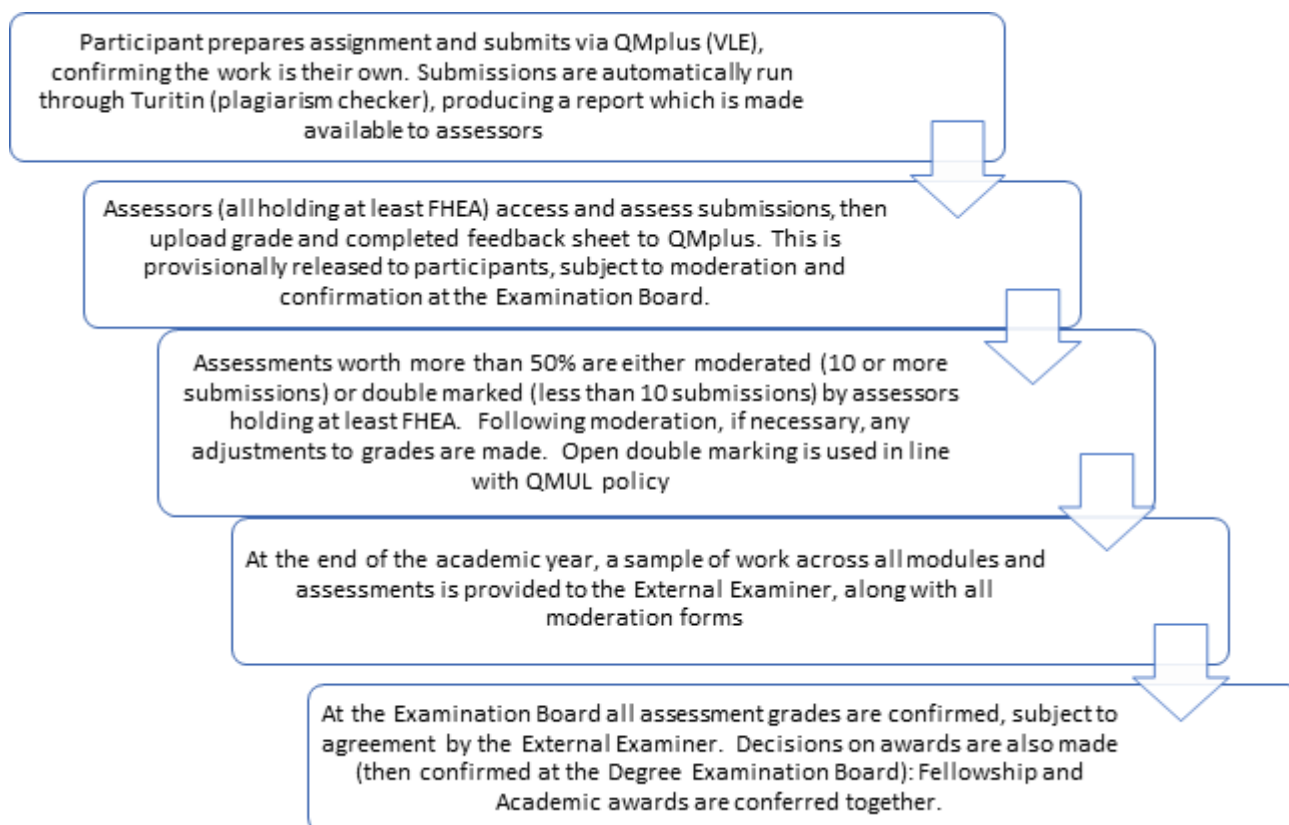 Participant prepares assignment and submits via QMplus (VLE),
confirming the work is their own. Submissions are automatically run
through Turitin (plagiarism checker), producing a report which is made
available to assessors
Assessors (all holding at least FHEA) access and assess submissions, then
upload grade and completed feedback sheet to QMplus. This is
provisionally released to participants, subject to moderation and
confirmation at the Examination Board.
Assessments worth more than 50% are either moderated (10 or more
submissions) or double marked (less than 10 submissions) by assessors
holding at least FHEA. Following moderation, if necessary, any
adjustments to grades are made. Open double marking is used in line
with QMUL policy
At the end of the academic year, a sample of work across all modules and
assessments is provided to the External Examiner, along with all
moderation forms
At the Examination Board all assessment grades are confirmed, subject to
agreement by the External Examiner. Decisions on awards are also made
(then confirmed at the Degree Examination Board): Fellowship and
Academic awards are conferred together.